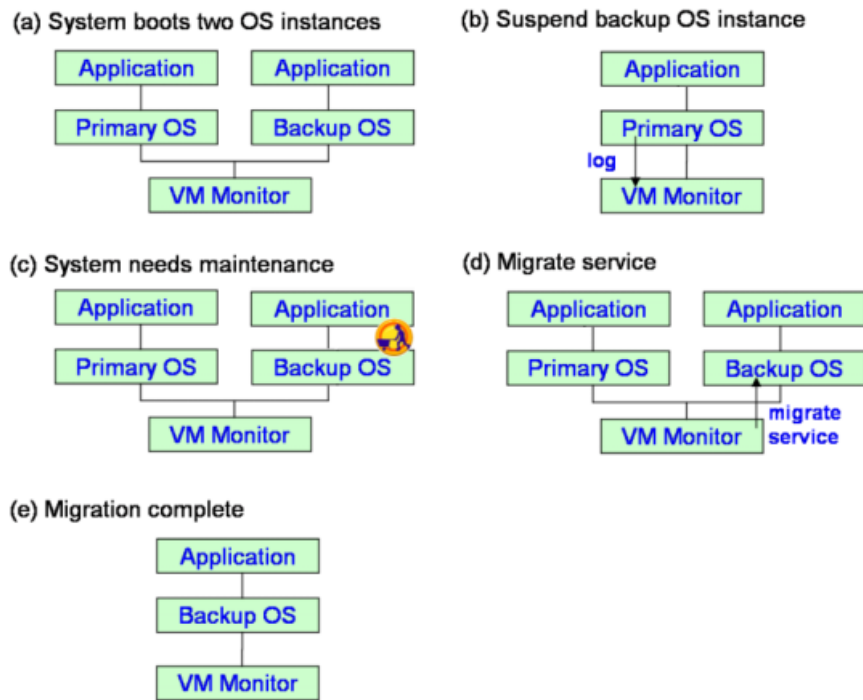 (a) System boots two OS instances
Application Application
Primary OS Backup OS
VM Monitor
(b) Suspend backup OS instance
Application
Primary OS
log
VM Monitor
(c) System needs maintenance
Application Application
Primary OS Backup OS
VM Monitor
(d) Migrate service
Application Application
Primary OS Backup OS
migrate
VM Monitor service
(e) Migration complete
Application
Backup OS
VM Monitor